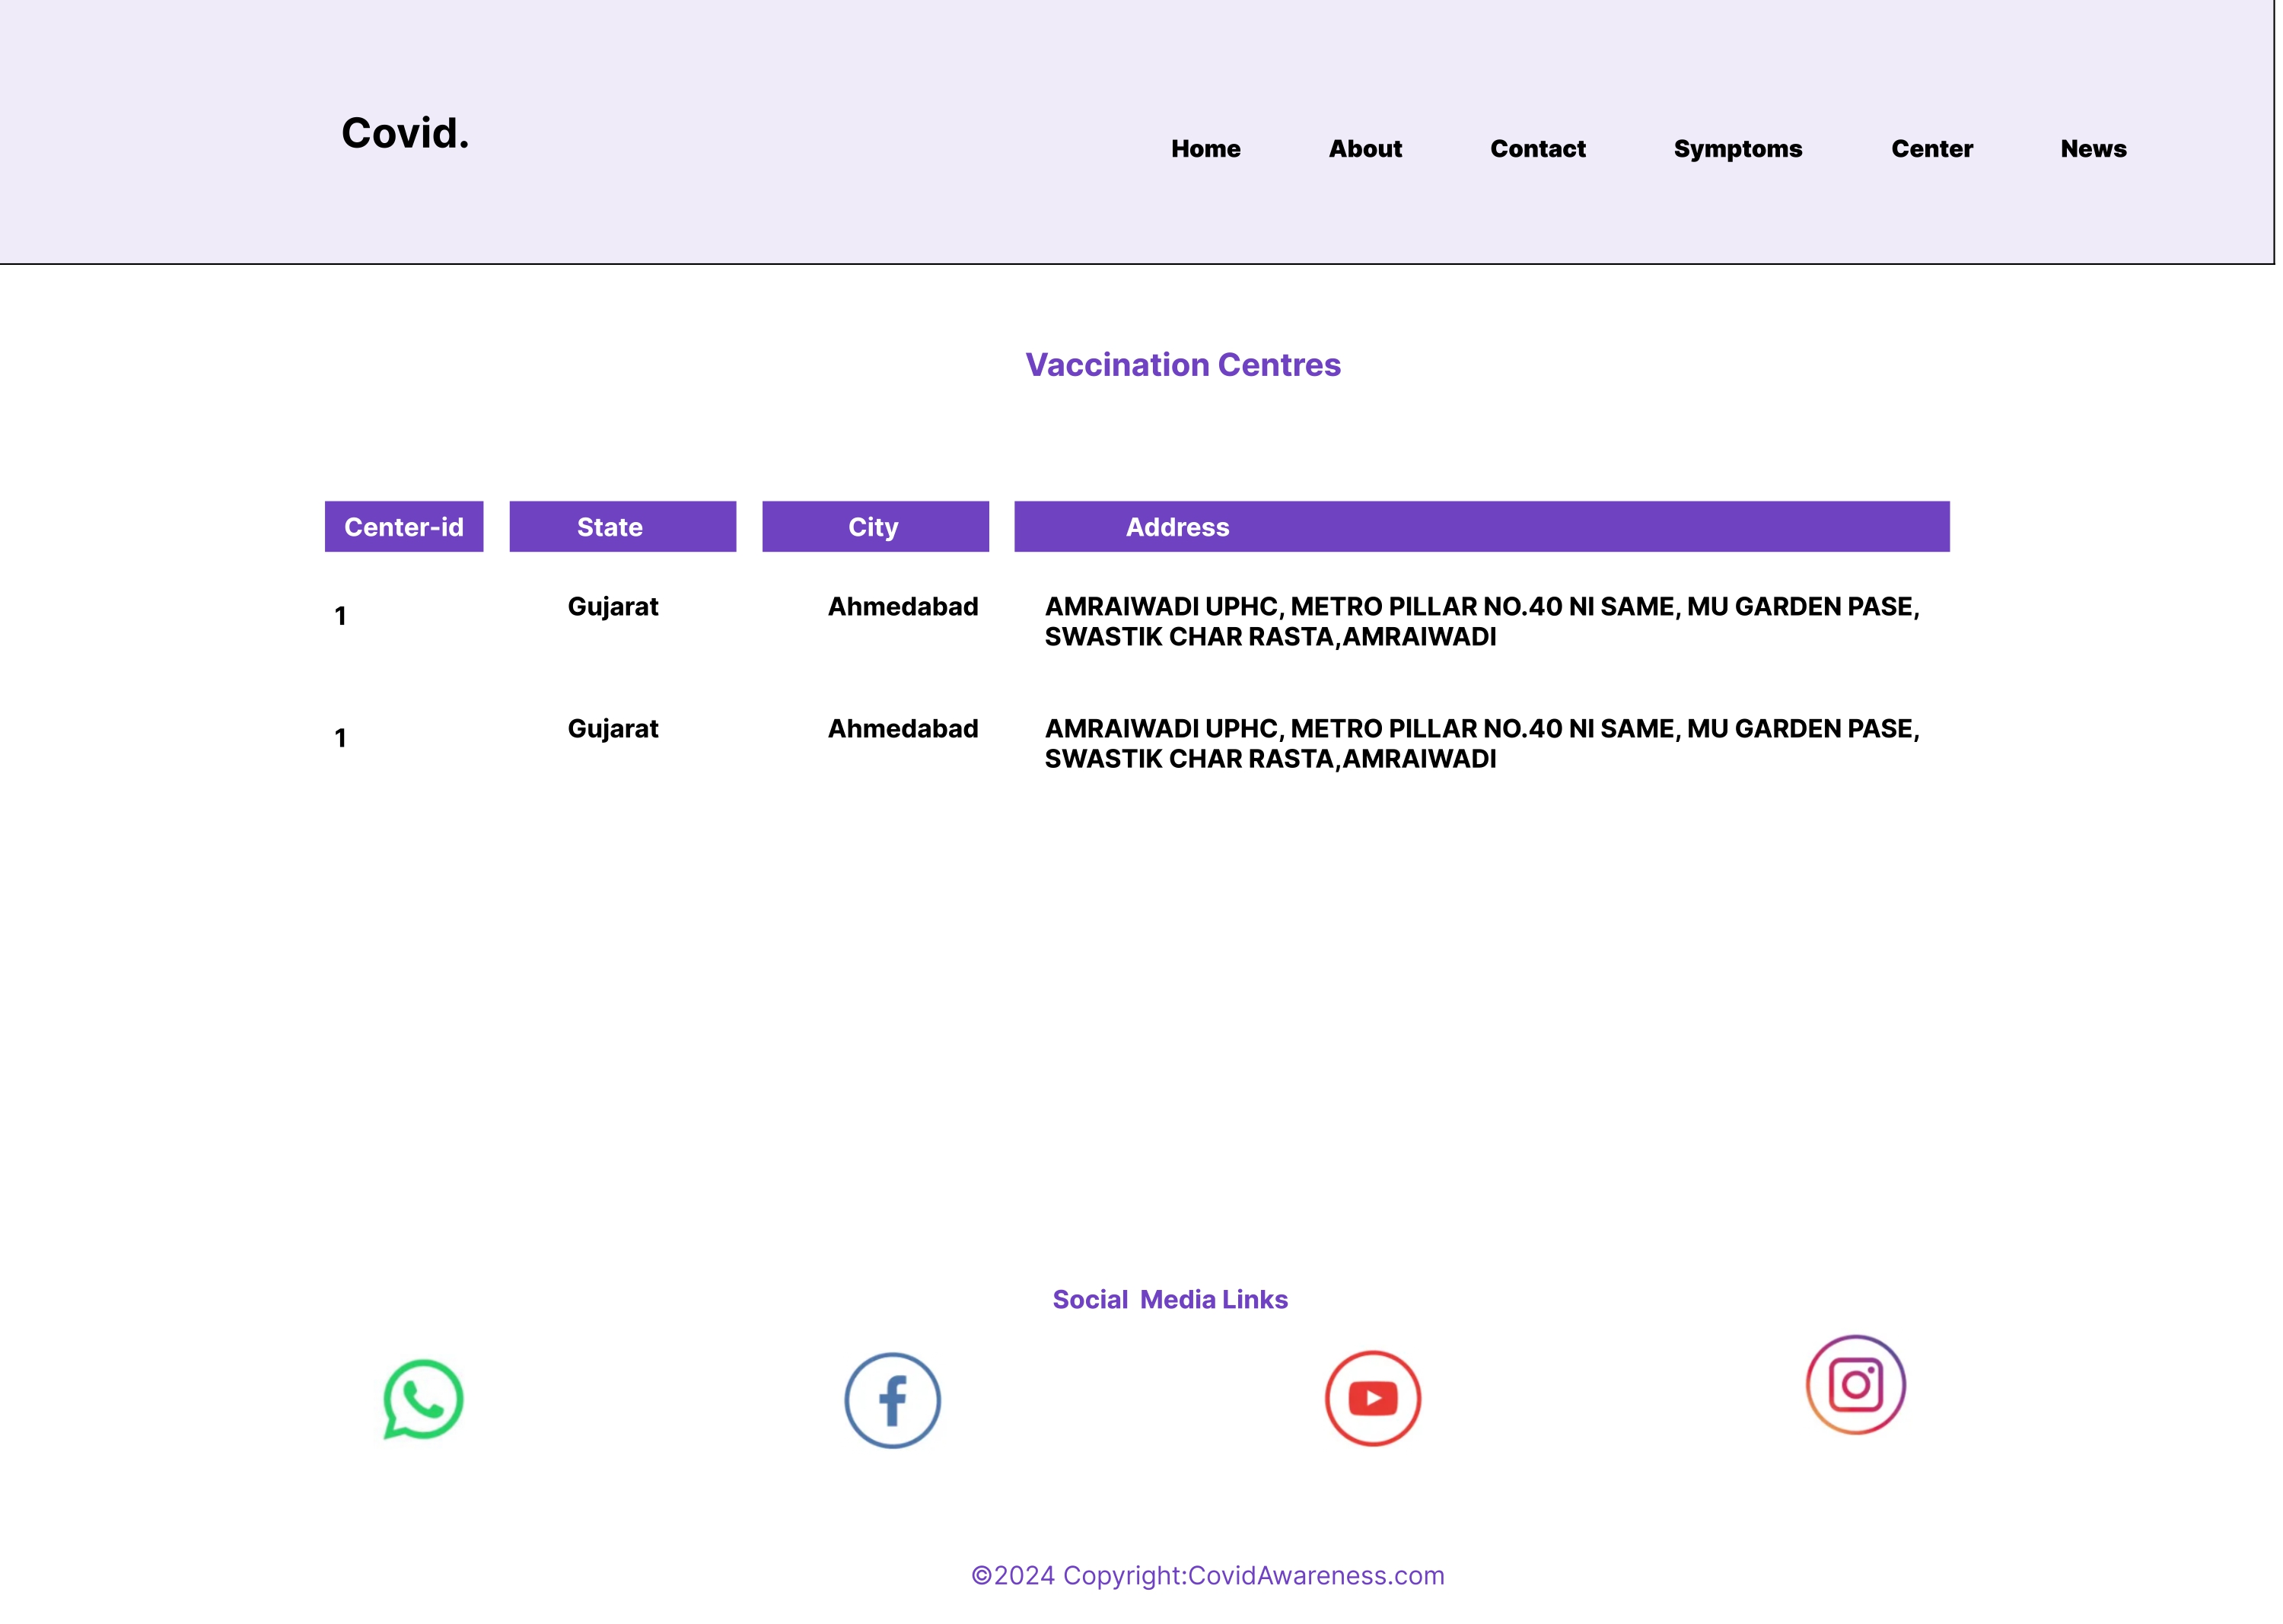 Covid.
Home About Contact Symptoms Center News
Vaccination Centres
Center-id State City Address
1 Gujarat Ahmedabad AMRAIWADI UPHC, METRO PILLAR NO.40 NI SAME, MU GARDEN PASE,
SWASTIK CHAR RASTA,AMRAIWADI
1 Gujarat Ahmedabad AMRAIWADI UPHC, METRO PILLAR NO.40 NI SAME, MU GARDEN PASE,
SWASTIK CHAR RASTA,AMRAIWADI
Social Media Links
©2024 Copyright:CovidAwareness.com